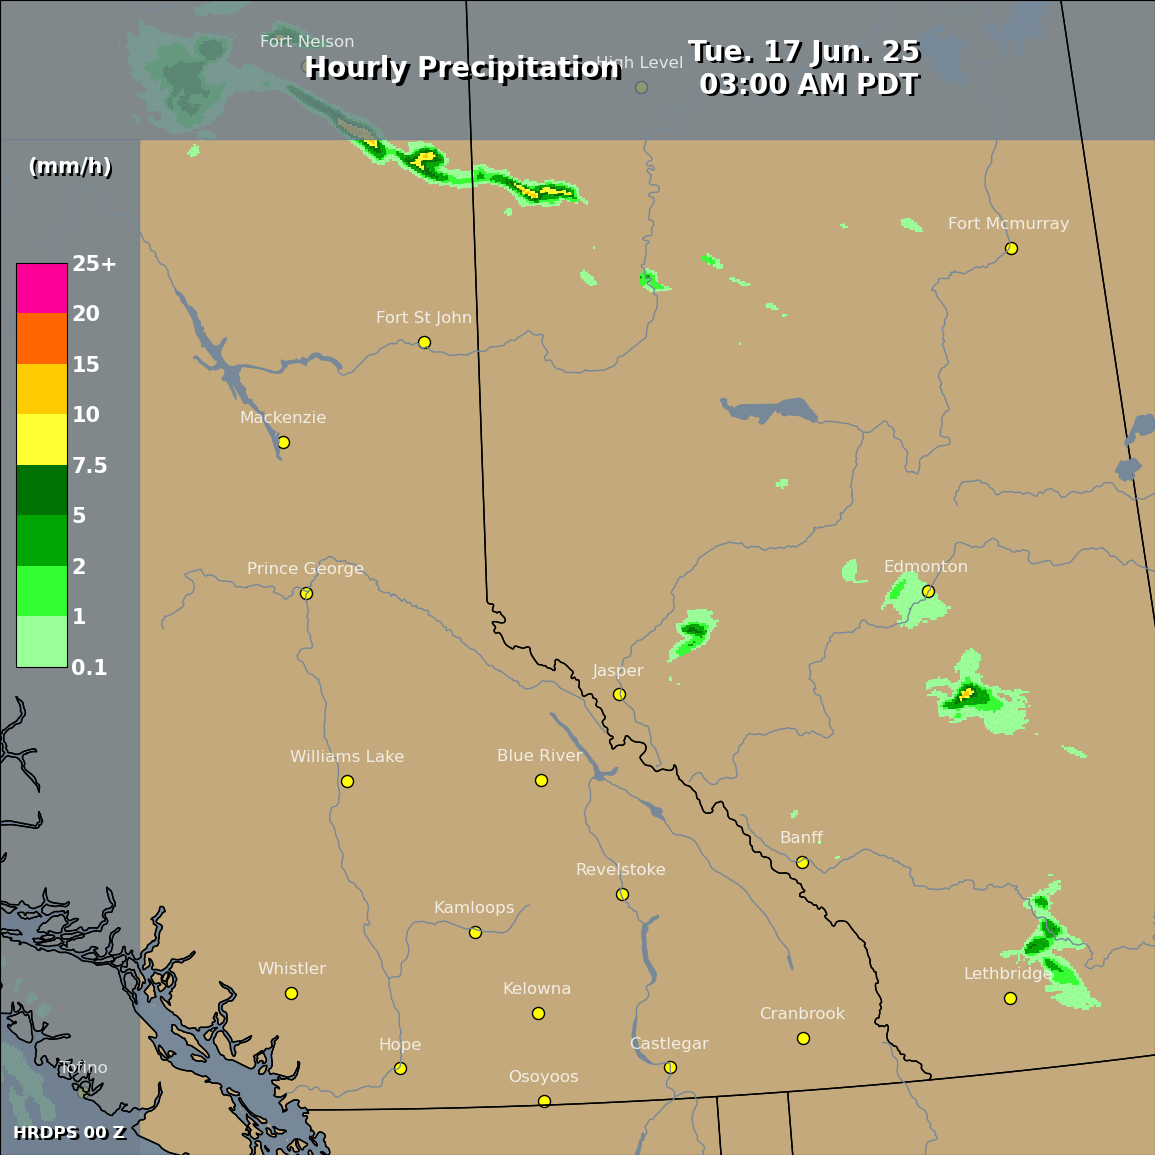 Fort Nelson
Hourly Precipitation
High Level
Tue. 17 Jun. 25
03:00 AM PDT
(mm/h)
25+
20
15
10
7.5
5
2
1
0.1
Fort Mcmurray
Fort St John
Mackenzie
Prince George
Edmonton
Jasper
Williams Lake
Blue River
Banff
Revelstoke
Kamloops
Whistler
Lethbridge
Kelowna
Cranbrook
Hope
Castlegar
Tofino
Osoyoos
HRDPS 00 Z